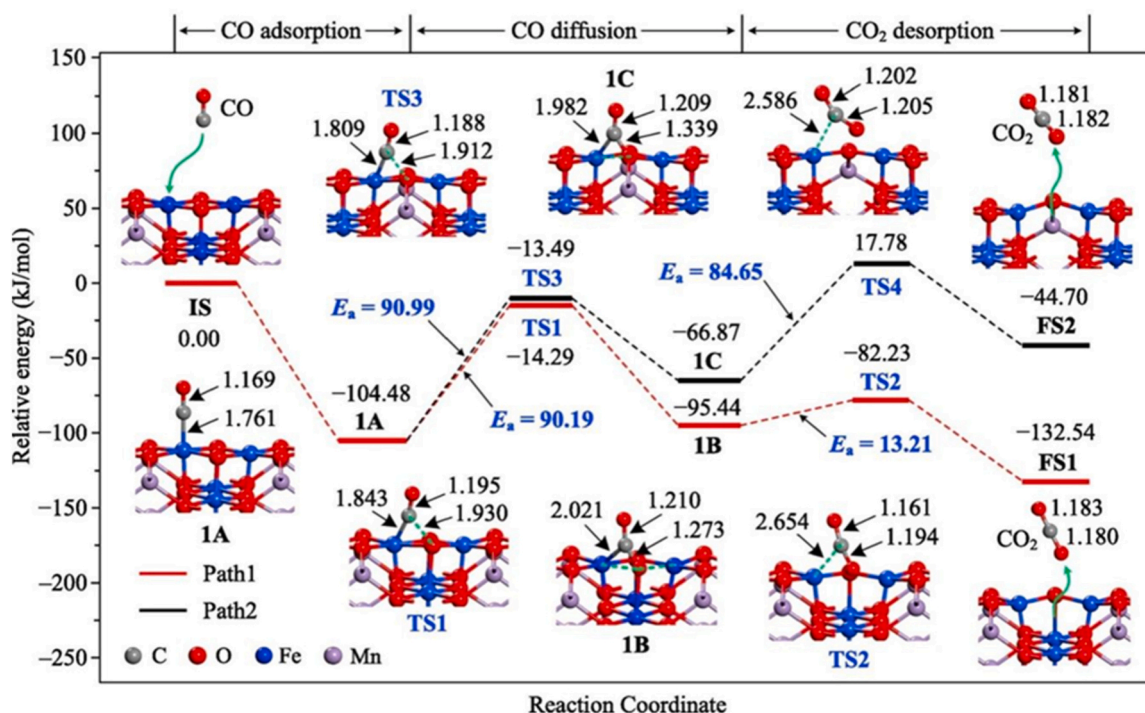 CO adsorption
CO diffusion
CO₂ desorption
Relative energy (kJ/mol)
150
100
50
0
−50
−100
−150
−200
−250
CO
IS
0.00
TS3
1.809
1.188
1.912
1C
1.982
1.209
1.339
2.586
1.202
1.205
CO₂
1.181
1.182
−13.49
TS3
Eₐ = 90.99
TS1
−14.29
Eₐ = 84.65
17.78
TS4
−44.70
FS2
−66.87
1C
−82.23
TS2
−104.48
1A
Eₐ = 90.19
−95.44
1B
Eₐ = 13.21
−132.54
FS1
1.169
1.761
1A
1.843
1.195
1.930
TS1
2.021
1.210
1.273
1B
2.654
1.161
1.194
TS2
CO₂
1.183
1.180
Path1
Path2
C O Fe Mn
Reaction Coordinate